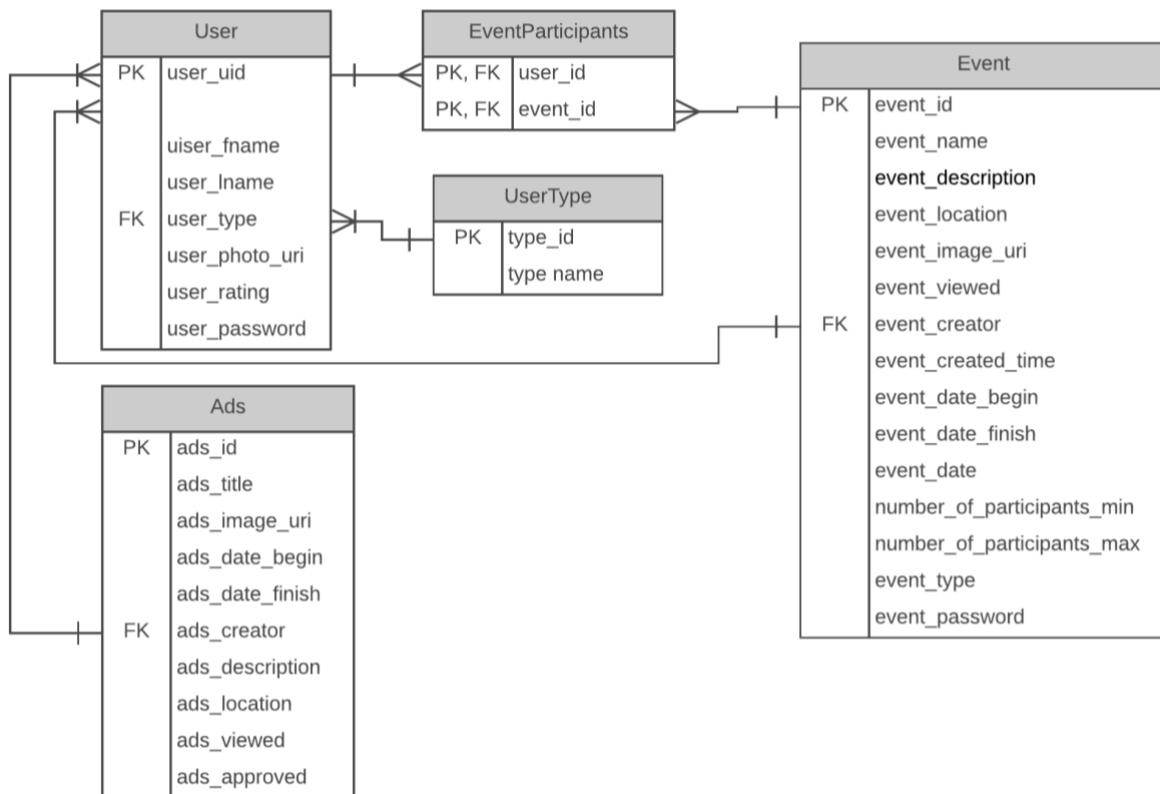 User
PK user_uid
uiser_fname
user_lname
FK user_type
user_photo_uri
user_rating
user_password
EventParticipants
PK, FK user_id
PK, FK event_id
UserType
PK type_id
type name
Event
PK event_id
event_name
event_description
event_location
event_image_uri
event_viewed
FK event_creator
event_created_time
event_date_begin
event_date_finish
event_date
number_of_participants_min
number_of_participants_max
event_type
event_password
Ads
PK ads_id
ads_title
ads_image_uri
ads_date_begin
ads_date_finish
FK ads_creator
ads_description
ads_location
ads_viewed
ads_approved